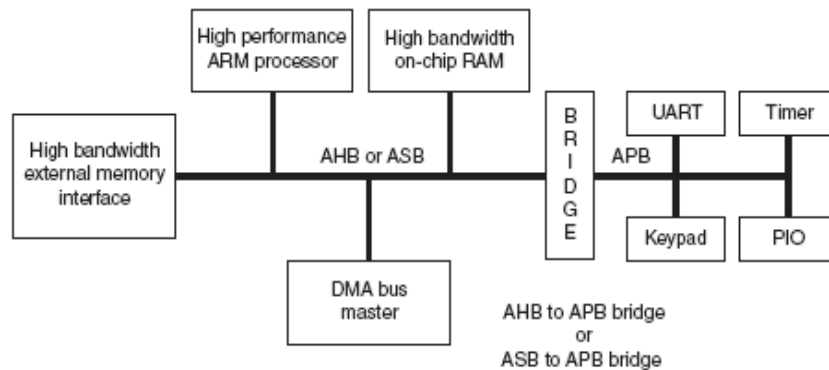 High performance
ARM processor
High bandwidth
on-chip RAM
High bandwidth
external memory
interface
AHB or ASB
B
R
I
D
G
E
APB
UART
Timer
Keypad
PIO
DMA bus
master
AHB to APB bridge
or
ASB to APB bridge